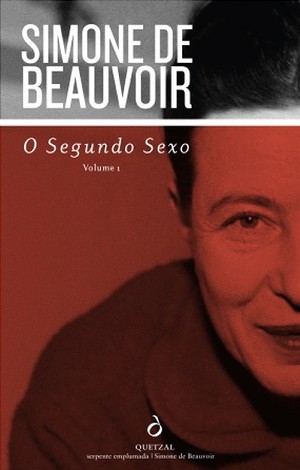 SIMONE DE
BEAUVOIR
O Segundo Sexo
Volume 1
QUETZAL
serpente emplumada | Simone de Beauvoir